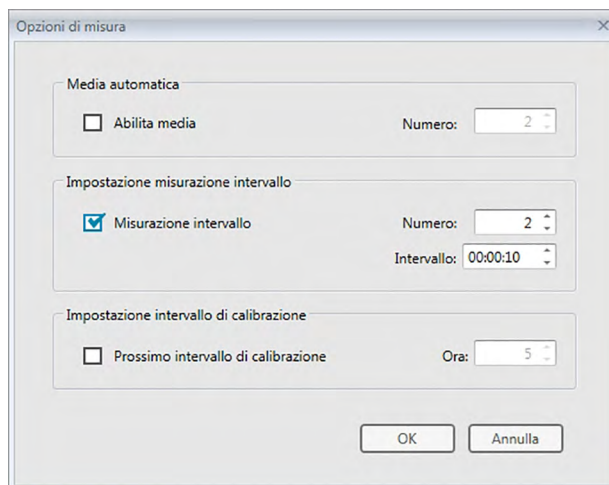 Opzioni di misura
Media automatica
Abilita media Numero: 2
Impostazione misurazione intervallo
Misurazione intervallo Numero: 2
Intervallo: 00:00:10
Impostazione intervallo di calibrazione
Prossimo intervallo di calibrazione Ora: 5
OK Annulla